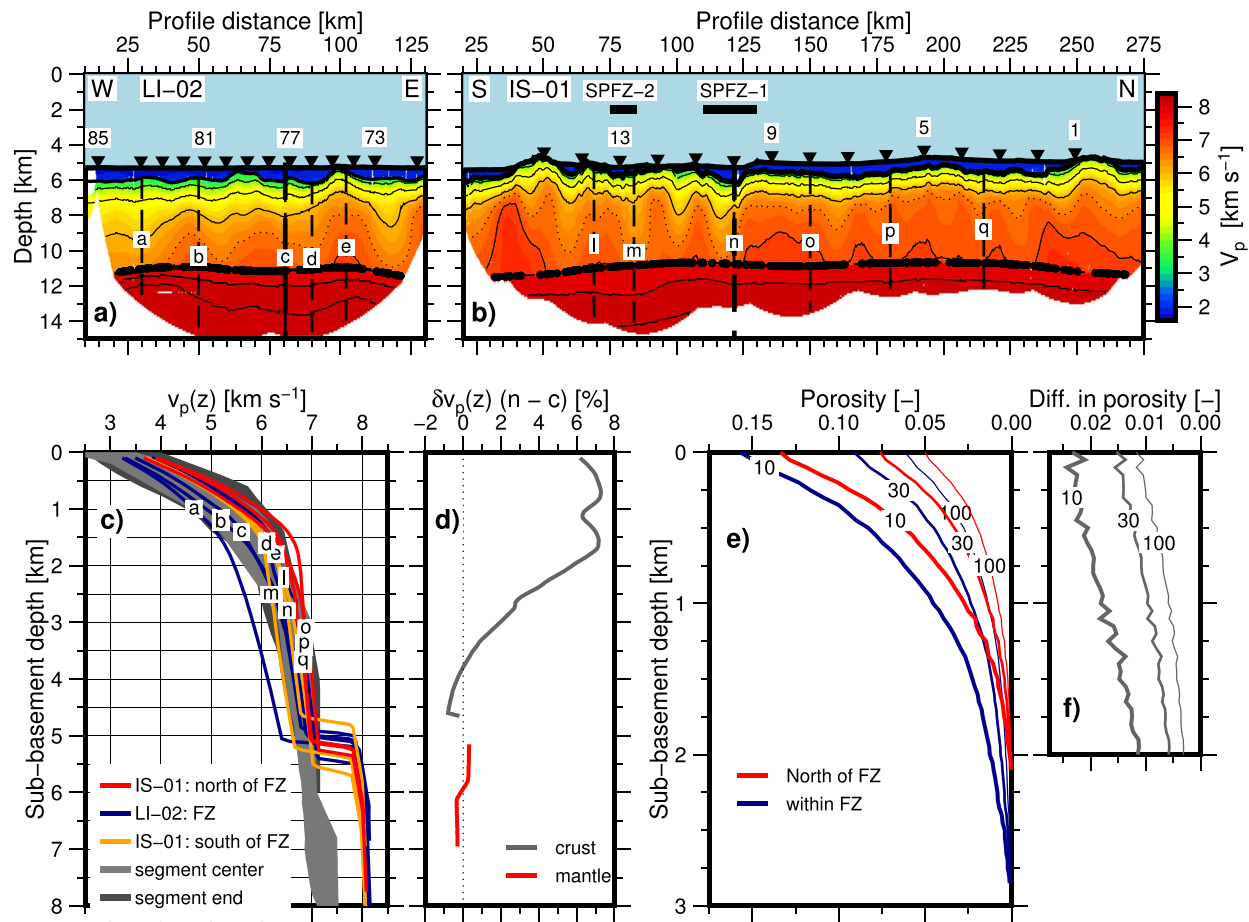 Profile distance [km]
Profile distance [km]
25 50 75 100 125
25 50 75 100 125 150 175 200 225 250 275
W LI−02 E
S IS−01 SPFZ−2 SPFZ−1 N
85 81 77 73
13 9 5 1
0
2
4
6
8
10
12
14
Depth [km]
a b c d e
l m n o p q
a)
b)
8
7
6
5
4
3
2
Vp [km s−1]
vp(z) [km s−1]
3 4 5 6 7 8
0
1
2
3
4
5
6
7
8
Sub−basement depth [km]
c)
a
b
c
d
e
l
m
n
o
p
q
IS−01: north of FZ
LI−02: FZ
IS−01: south of FZ
segment center
segment end
δvp(z) (n − c) [%]
−2 0 2 4 6 8
d)
crust
mantle
Porosity [−]
0.15 0.10 0.05 0.00
0
1
2
3
Sub−basement depth [km]
10
30
100
10
30
100
e)
North of FZ
within FZ
Diff. in porosity [−]
0.02 0.01 0.00
10
30
100
f)